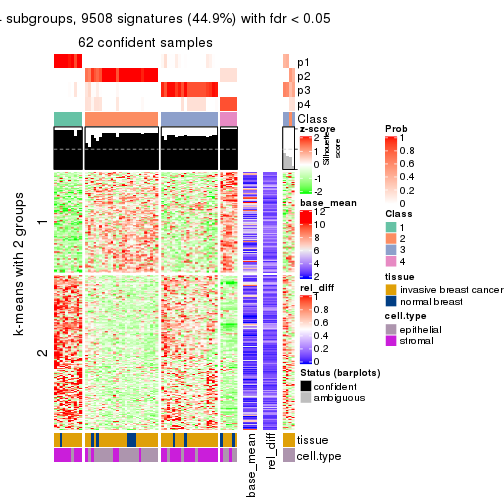 4 subgroups, 9508 signatures (44.9%) with fdr < 0.05
62 confident samples
p1
p2
p3
p4
Class
z-score
2
1
0
-1
-2
Silhouette
score
base_mean
12
10
8
6
4
2
rel_diff
1
0.8
0.6
0.4
0.2
0
Status (barplots)
confident
ambiguous
Prob
1
0.8
0.6
0.4
0.2
0
Class
1
2
3
4
tissue
invasive breast cancer
normal breast
cell.type
epithelial
stromal
k-means with 2 groups
1
2
tissue
cell.type
base_mean
rel_diff